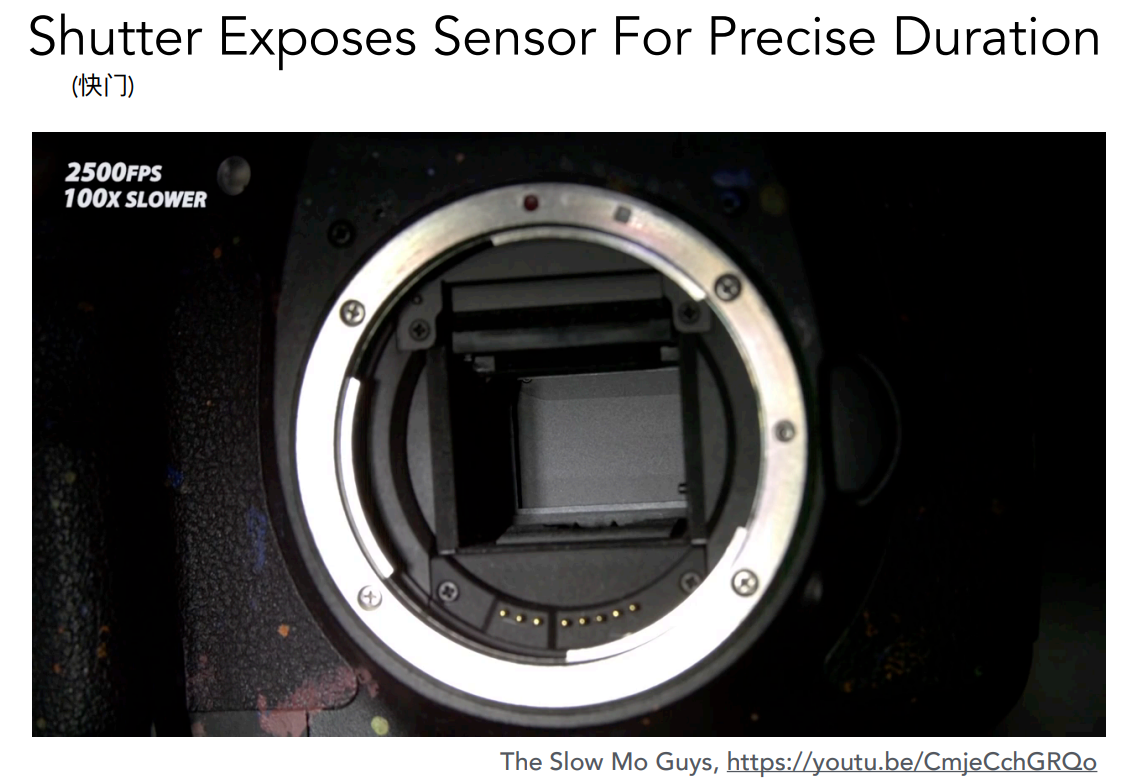 Shutter Exposes Sensor For Precise Duration
(快门)
2500FPS
100X SLOWER
The Slow Mo Guys, https://youtu.be/CmjeCchGRQo